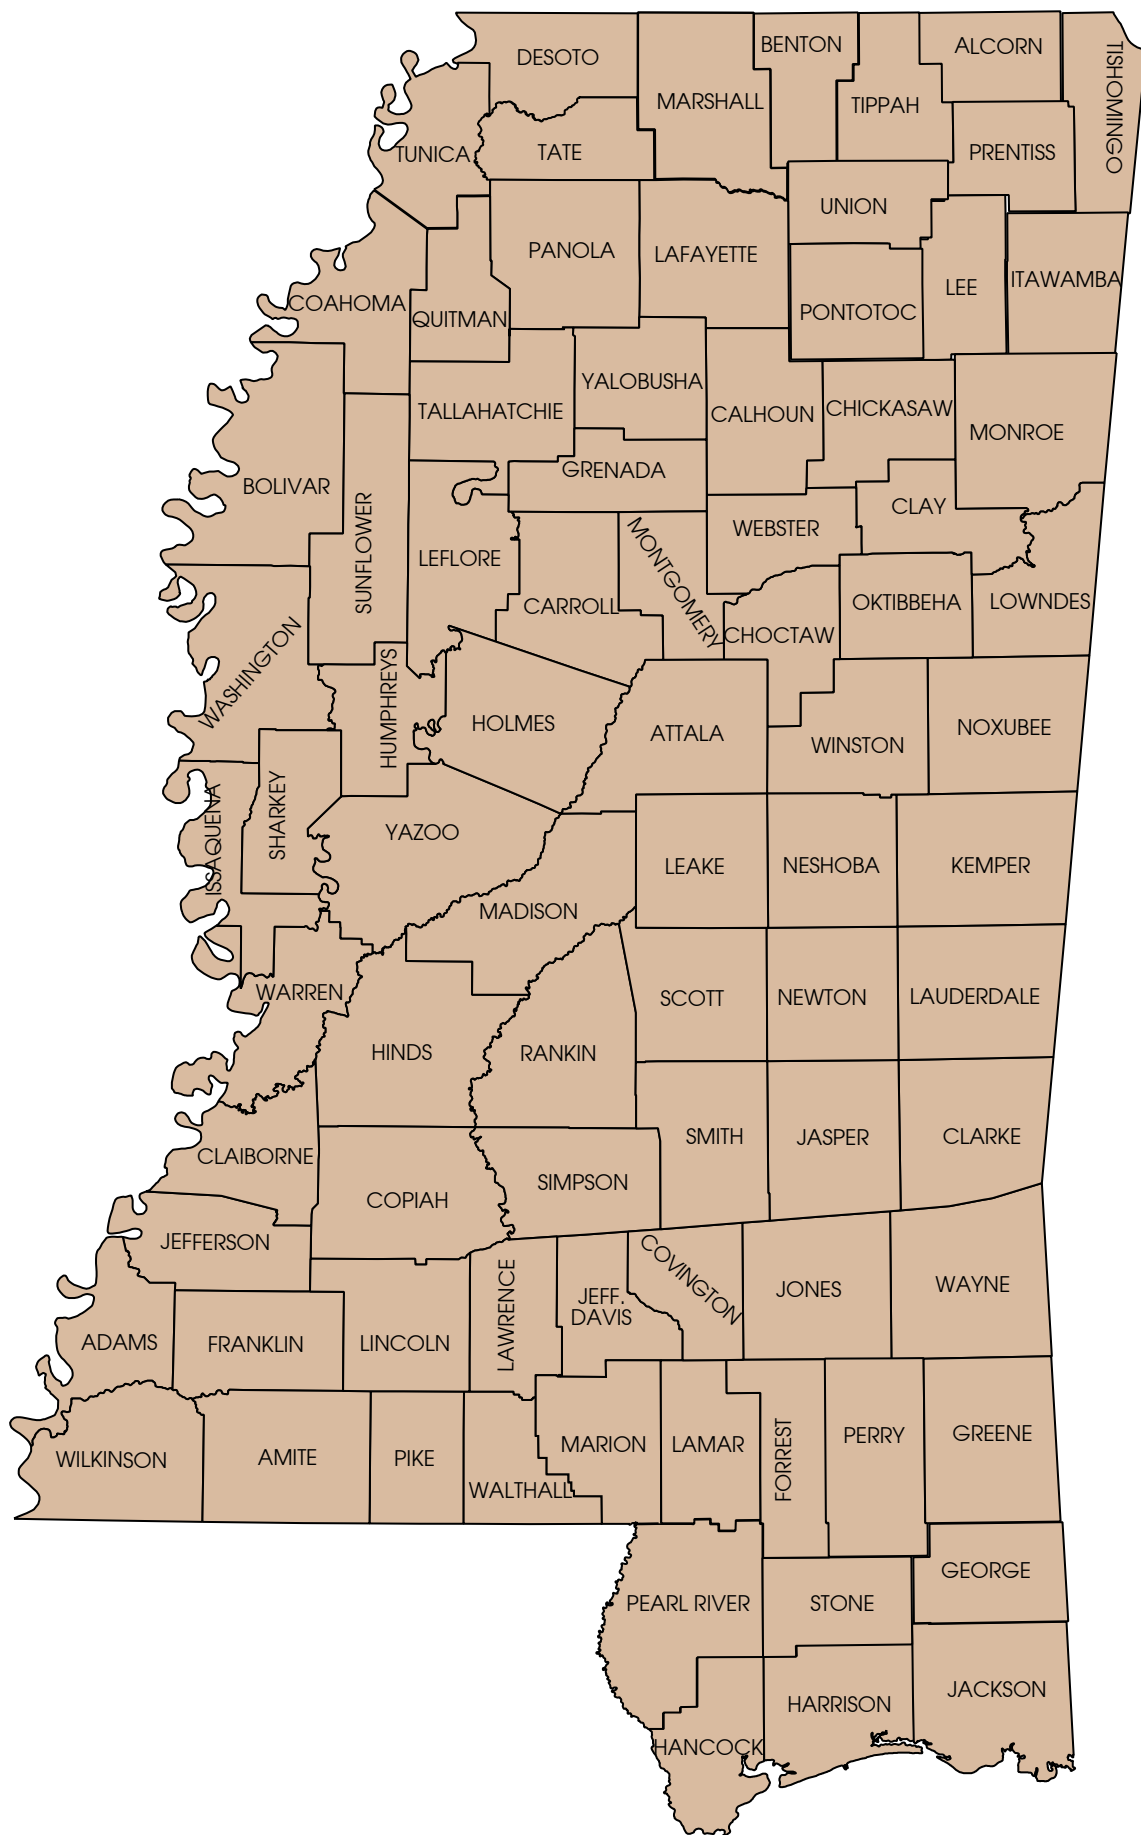 DESOTO
BENTON
ALCORN
TISHOMINGO
MARSHALL
TIPPAH
TUNICA
TATE
PRENTISS
UNION
PANOLA
LAFAYETTE
COAHOMA
QUITMAN
PONTOTOC
LEE
ITAWAMBA
YALOBUSHA
TALLAHATCHIE
CALHOUN
CHICKASAW
MONROE
BOLIVAR
GRENADA
SUNFLOWER
LEFLORE
MONTGOMERY
WEBSTER
CLAY
CARROLL
CHOCTAW
OKTIBBEHA
LOWNDES
WASHINGTON
HUMPHREYS
HOLMES
ATTALA
WINSTON
NOXUBEE
ISSAQUENA
SHARKEY
YAZOO
LEAKE
NESHOBA
KEMPER
MADISON
WARREN
SCOTT
NEWTON
LAUDERDALE
HINDS
RANKIN
SMITH
JASPER
CLARKE
CLAIBORNE
COPIAH
SIMPSON
JEFFERSON
LAWRENCE
JEFF.
DAVIS
COVINGTON
JONES
WAYNE
ADAMS
FRANKLIN
LINCOLN
WILKINSON
AMITE
PIKE
WALTHALL
MARION
LAMAR
FORREST
PERRY
GREENE
PEARL RIVER
STONE
GEORGE
HANCOCK
HARRISON
JACKSON